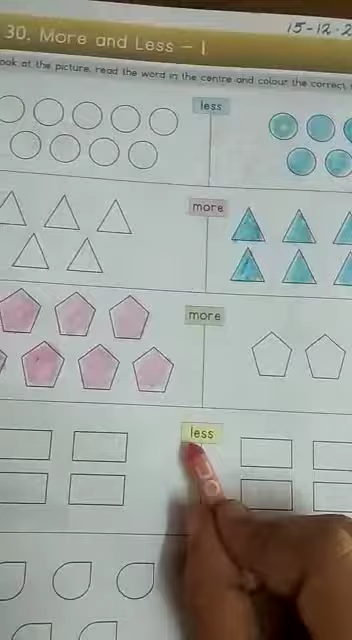 15-12-2
30. More and Less - 1
ook at the picture, read the word in the centre and colour the correct
less
more
more
less